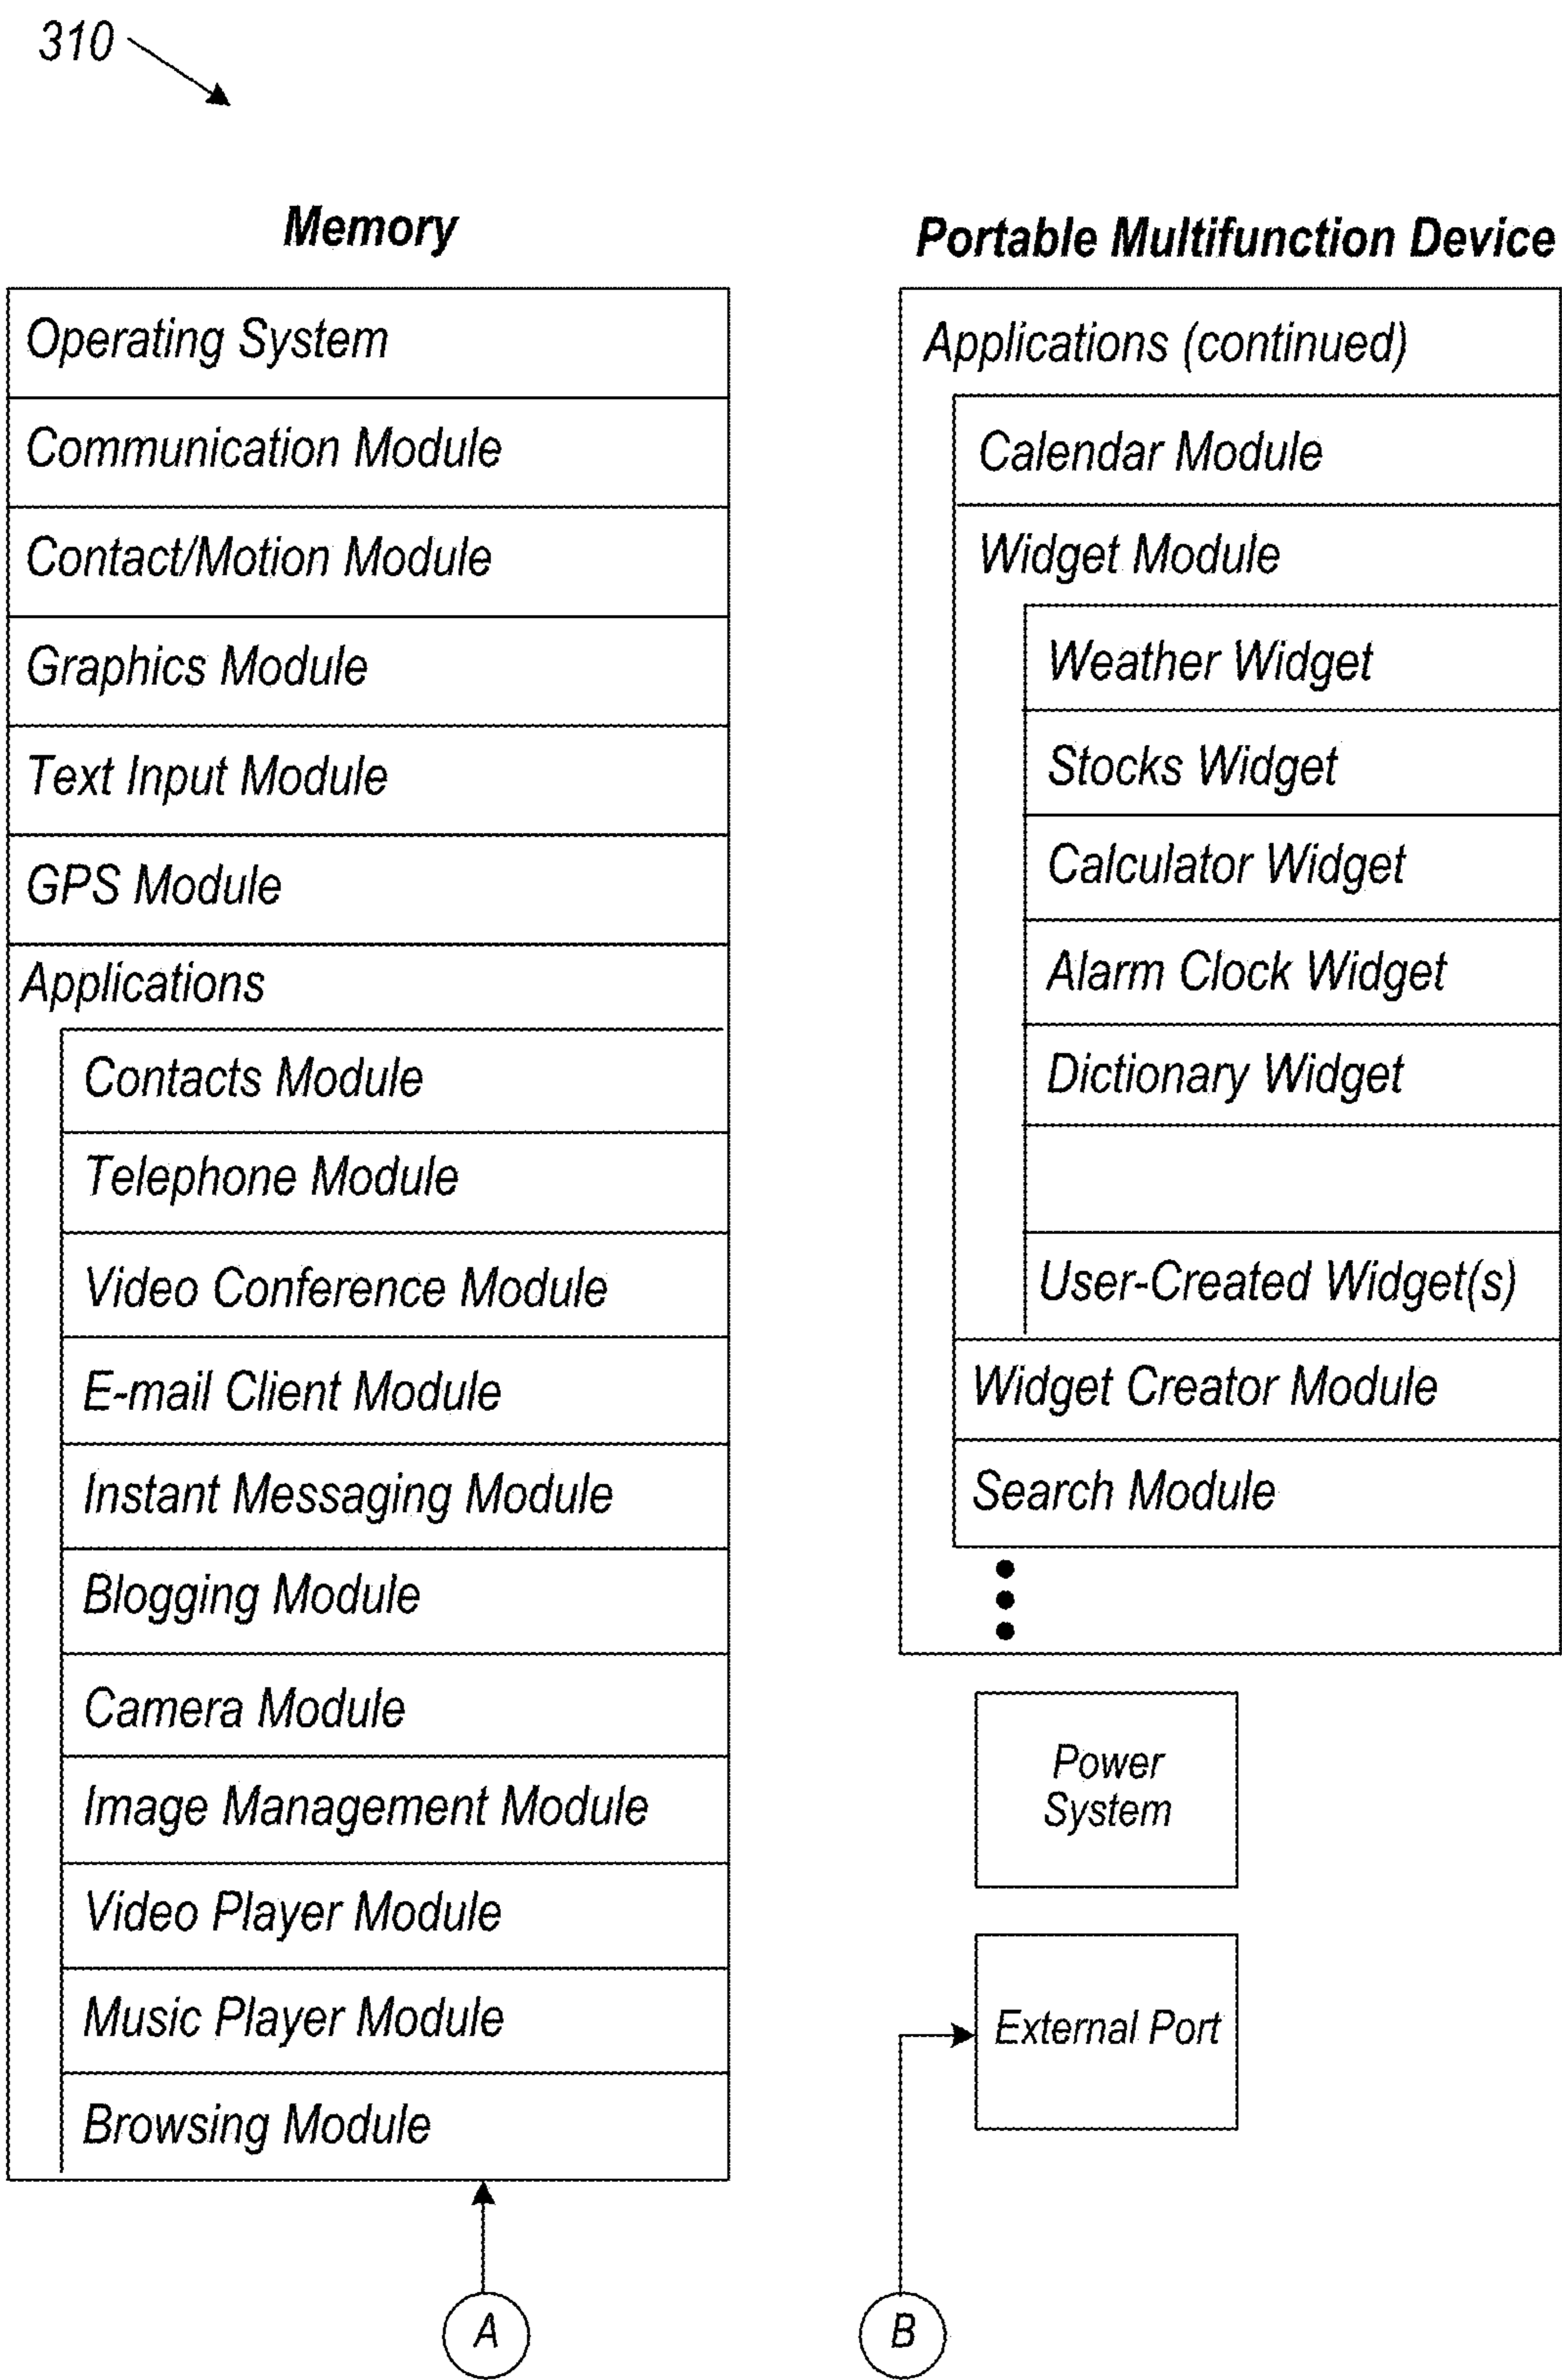 310
Memory
Operating System
Communication Module
Contact/Motion Module
Graphics Module
Text Input Module
GPS Module
Applications
Contacts Module
Telephone Module
Video Conference Module
E-mail Client Module
Instant Messaging Module
Blogging Module
Camera Module
Image Management Module
Video Player Module
Music Player Module
Browsing Module
A
Portable Multifunction Device
Applications (continued)
Calendar Module
Widget Module
Weather Widget
Stocks Widget
Calculator Widget
Alarm Clock Widget
Dictionary Widget
User-Created Widget(s)
Widget Creator Module
Search Module
Power
System
External Port
B